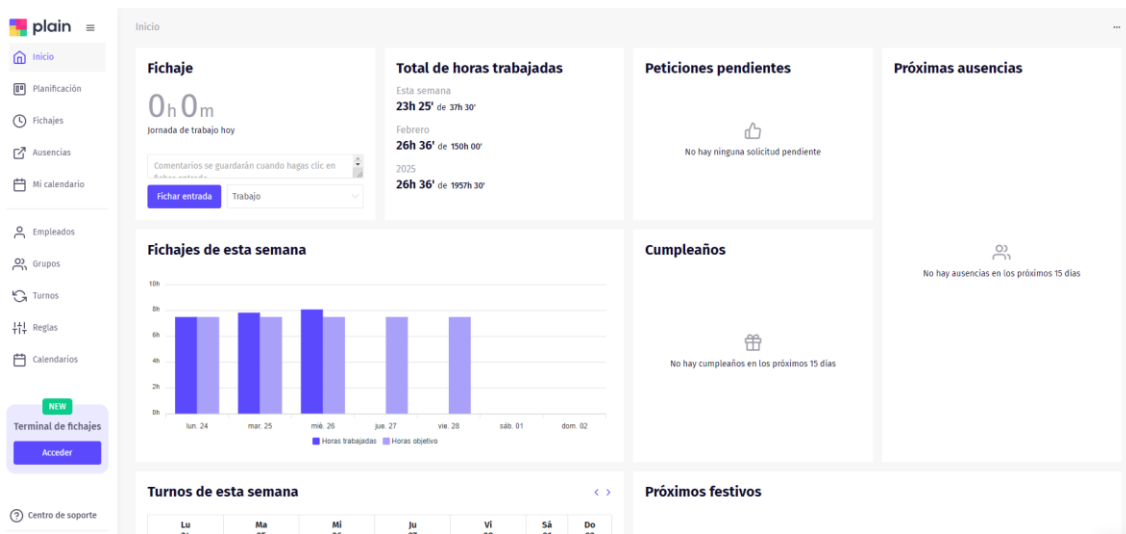 plain
Inicio
Planificación
Fichajes
Ausencias
Mi calendario
Empleados
Grupos
Turnos
Reglas
Calendarios
NEW
Terminal de fichajes
Acceder
Centro de soporte
Inicio
Fichaje
0h 0m
Jornada de trabajo hoy
Comentarios se guardarán cuando hagas clic en
fichar entrada
Fichar entrada
Trabajo
Total de horas trabajadas
Esta semana
23h 25' de 37h 30'
Febrero
26h 36' de 150h 00'
2025
26h 36' de 1957h 30'
Peticiones pendientes
No hay ninguna solicitud pendiente
Próximas ausencias
No hay ausencias en los próximos 15 días
Fichajes de esta semana
10h
8h
6h
4h
2h
0h
lun. 24 mar. 25 mié. 26 jue. 27 vie. 28 sáb. 01 dom. 02
Horas trabajadas Horas objetivo
Cumpleaños
No hay cumpleaños en los próximos 15 días
Turnos de esta semana
Lu Ma Mi Ju Vi Sá Do
Próximos festivos